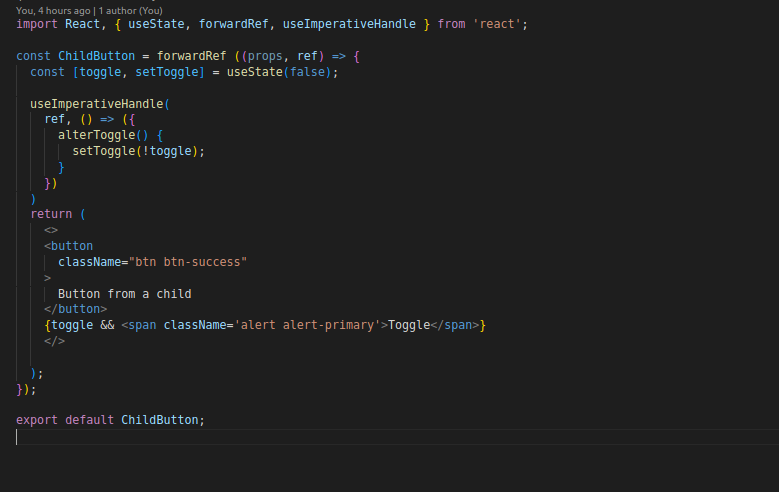 You, 4 hours ago | 1 author (You)
import React, { useState, forwardRef, useImperativeHandle } from 'react';
const ChildButton = forwardRef ((props, ref) => {
const [toggle, setToggle] = useState(false);
useImperativeHandle(
ref, () => ({
alterToggle() {
setToggle(!toggle);
}
})
)
return (
<>
<button
className="btn btn-success"
>
Button from a child
</button>
{toggle && <span className='alert alert-primary'>Toggle</span>}
</>
);
});
export default ChildButton;